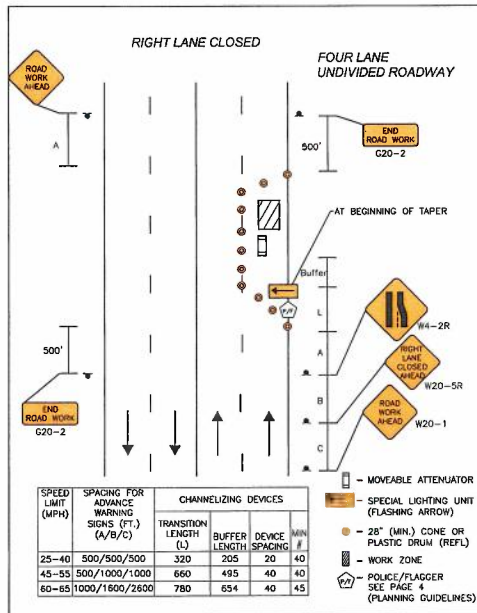 RIGHT LANE CLOSED
FOUR LANE
UNDIVIDED ROADWAY
ROAD
WORK
AHEAD
A
500'
END
ROAD WORK
G20-2
AT BEGINNING OF TAPER
Buffer
L
P/F
W4-2R
A
RIGHT
LANE
CLOSED
AHEAD
W20-5R
B
ROAD
WORK
AHEAD
W20-1
C
500'
END
ROAD WORK
G20-2
- MOVEABLE ATTENUATOR
- SPECIAL LIGHTING UNIT
(FLASHING ARROW)
- 28" (MIN.) CONE OR
PLASTIC DRUM (REFL)
- WORK ZONE
P/F - POLICE/FLAGGER
SEE PAGE 4
(PLANNING GUIDELINES)
SPEED LIMIT (MPH) SPACING FOR ADVANCE WARNING SIGNS (FT.) (A/B/C) CHANNELIZING DEVICES
TRANSITION LENGTH (L) BUFFER LENGTH DEVICE SPACING MIN #
25-40 500/500/500 320 205 20 40
45-55 500/1000/1000 660 495 40 40
60-65 1000/1600/2600 780 654 40 45